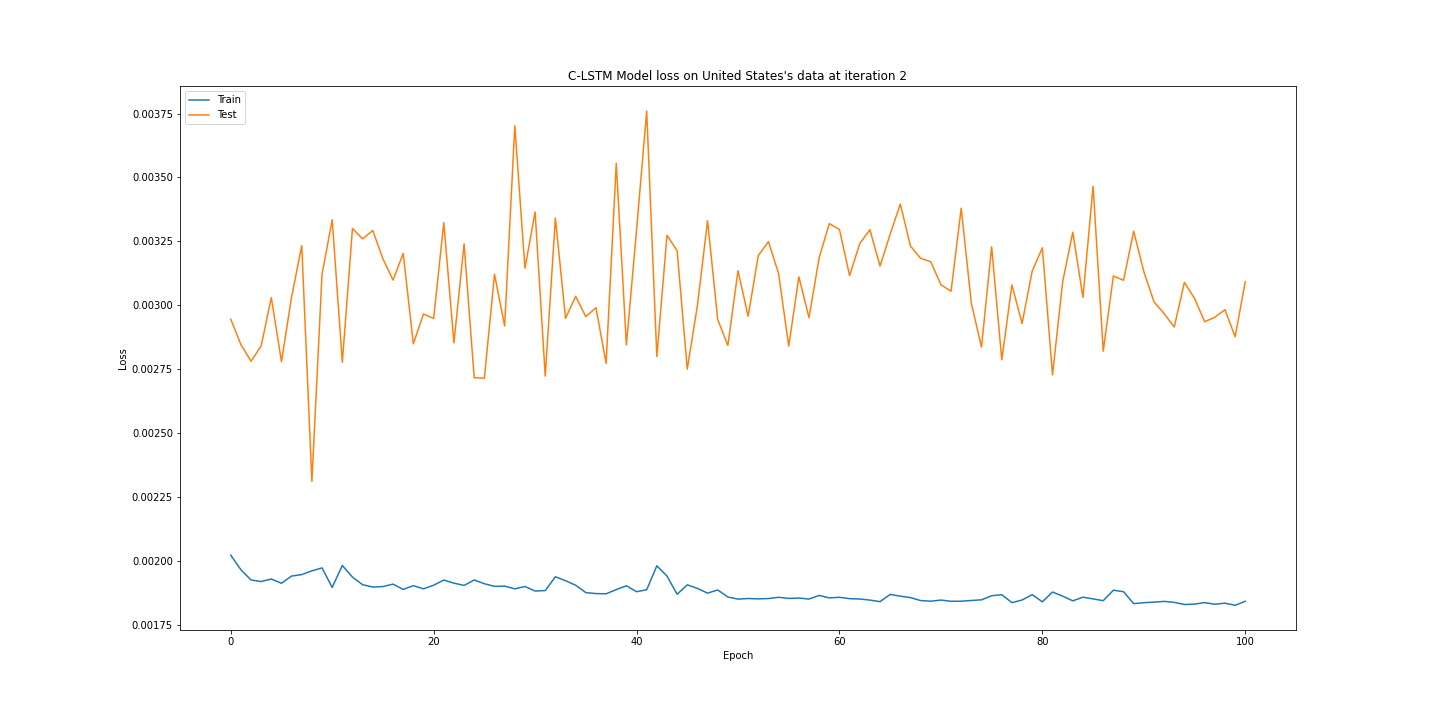 C-LSTM Model loss on United States's data at iteration 2
Train
Test
0.00375
0.00350
0.00325
0.00300
0.00275
0.00250
0.00225
0.00200
0.00175
Loss
0 20 40 60 80 100
Epoch